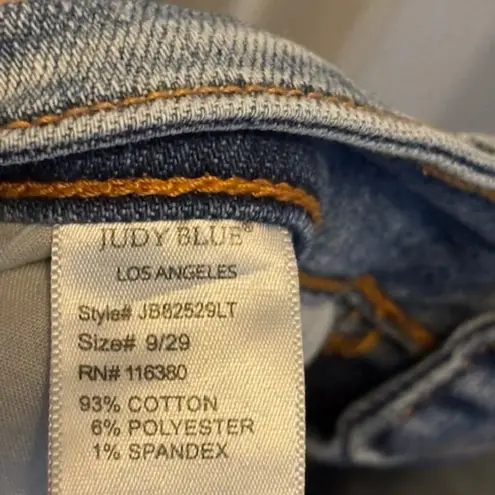 JUDY BLUE®
LOS ANGELES
Style# JB82529LT
Size# 9/29
RN# 116380
93% COTTON
6% POLYESTER
1% SPANDEX